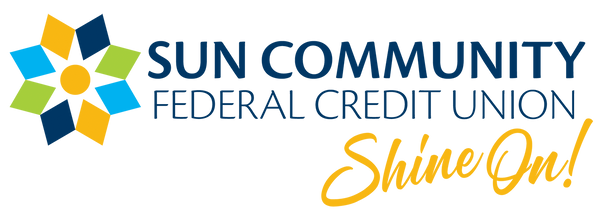 SUN COMMUNITY
FEDERAL CREDIT UNION
Shine On!